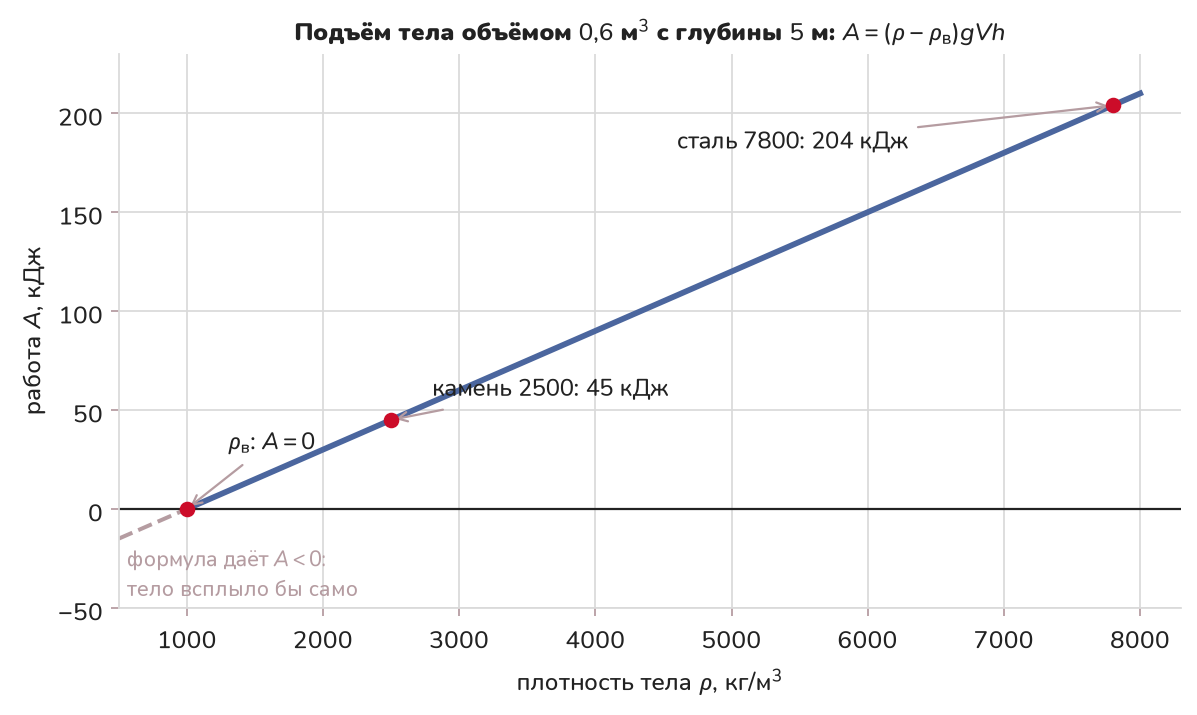 Подъём тела объёмом 0,6 м³ с глубины 5 м: A = (ρ − ρв)gVh
работа A, кДж
200
150
100
50
0
−50
сталь 7800: 204 кДж
камень 2500: 45 кДж
ρв: A = 0
формула даёт A < 0:
тело всплыло бы само
1000 2000 3000 4000 5000 6000 7000 8000
плотность тела ρ, кг/м³